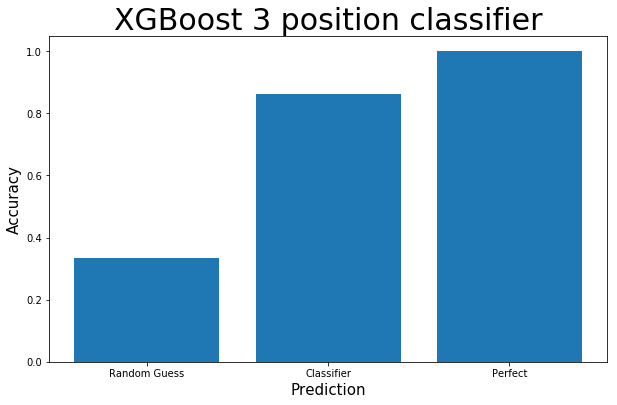 XGBoost 3 position classifier
Accuracy
1.0
0.8
0.6
0.4
0.2
0.0
Random Guess
Classifier
Perfect
Prediction